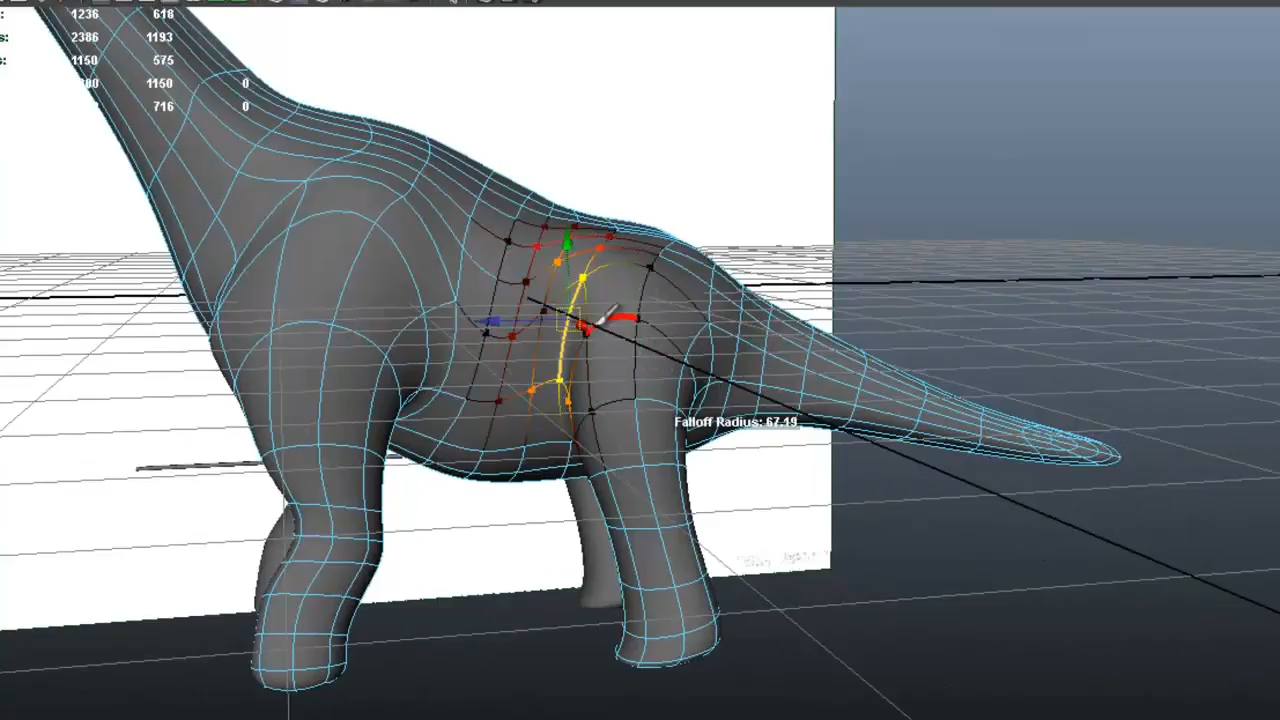 : 1236 618
s: 2386 1193
s: 1150 575
1150 0
716 0
Falloff Radius: 67.19